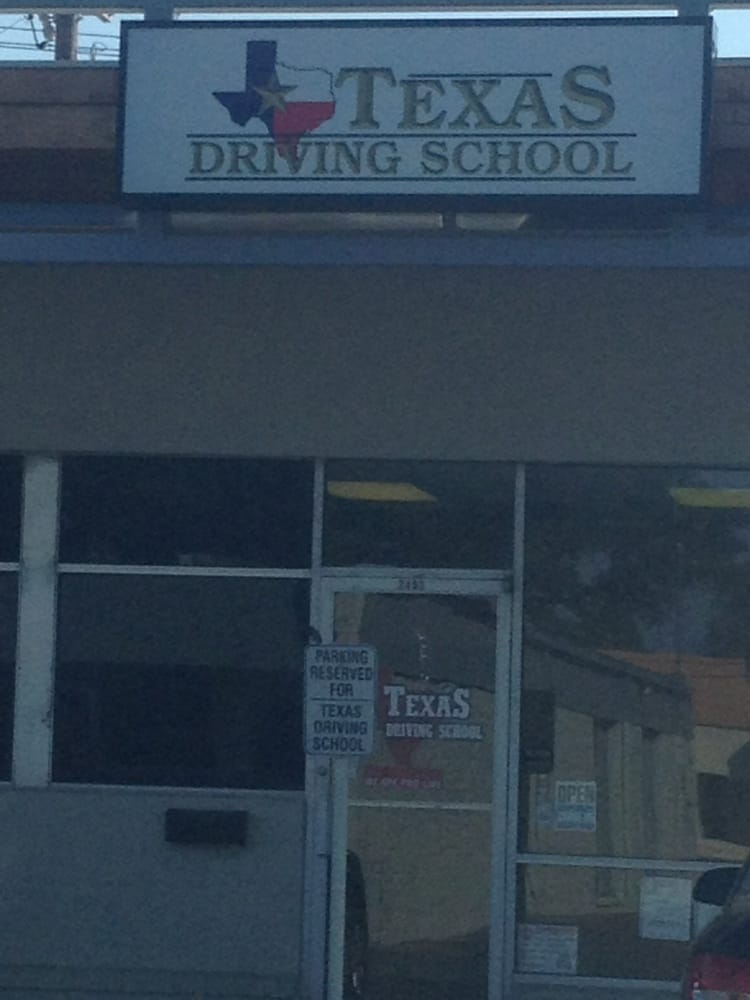 TEXAS
DRIVING SCHOOL
PARKING
RESERVED
FOR
TEXAS
DRIVING
SCHOOL
TEXAS
DRIVING SCHOOL
OPEN